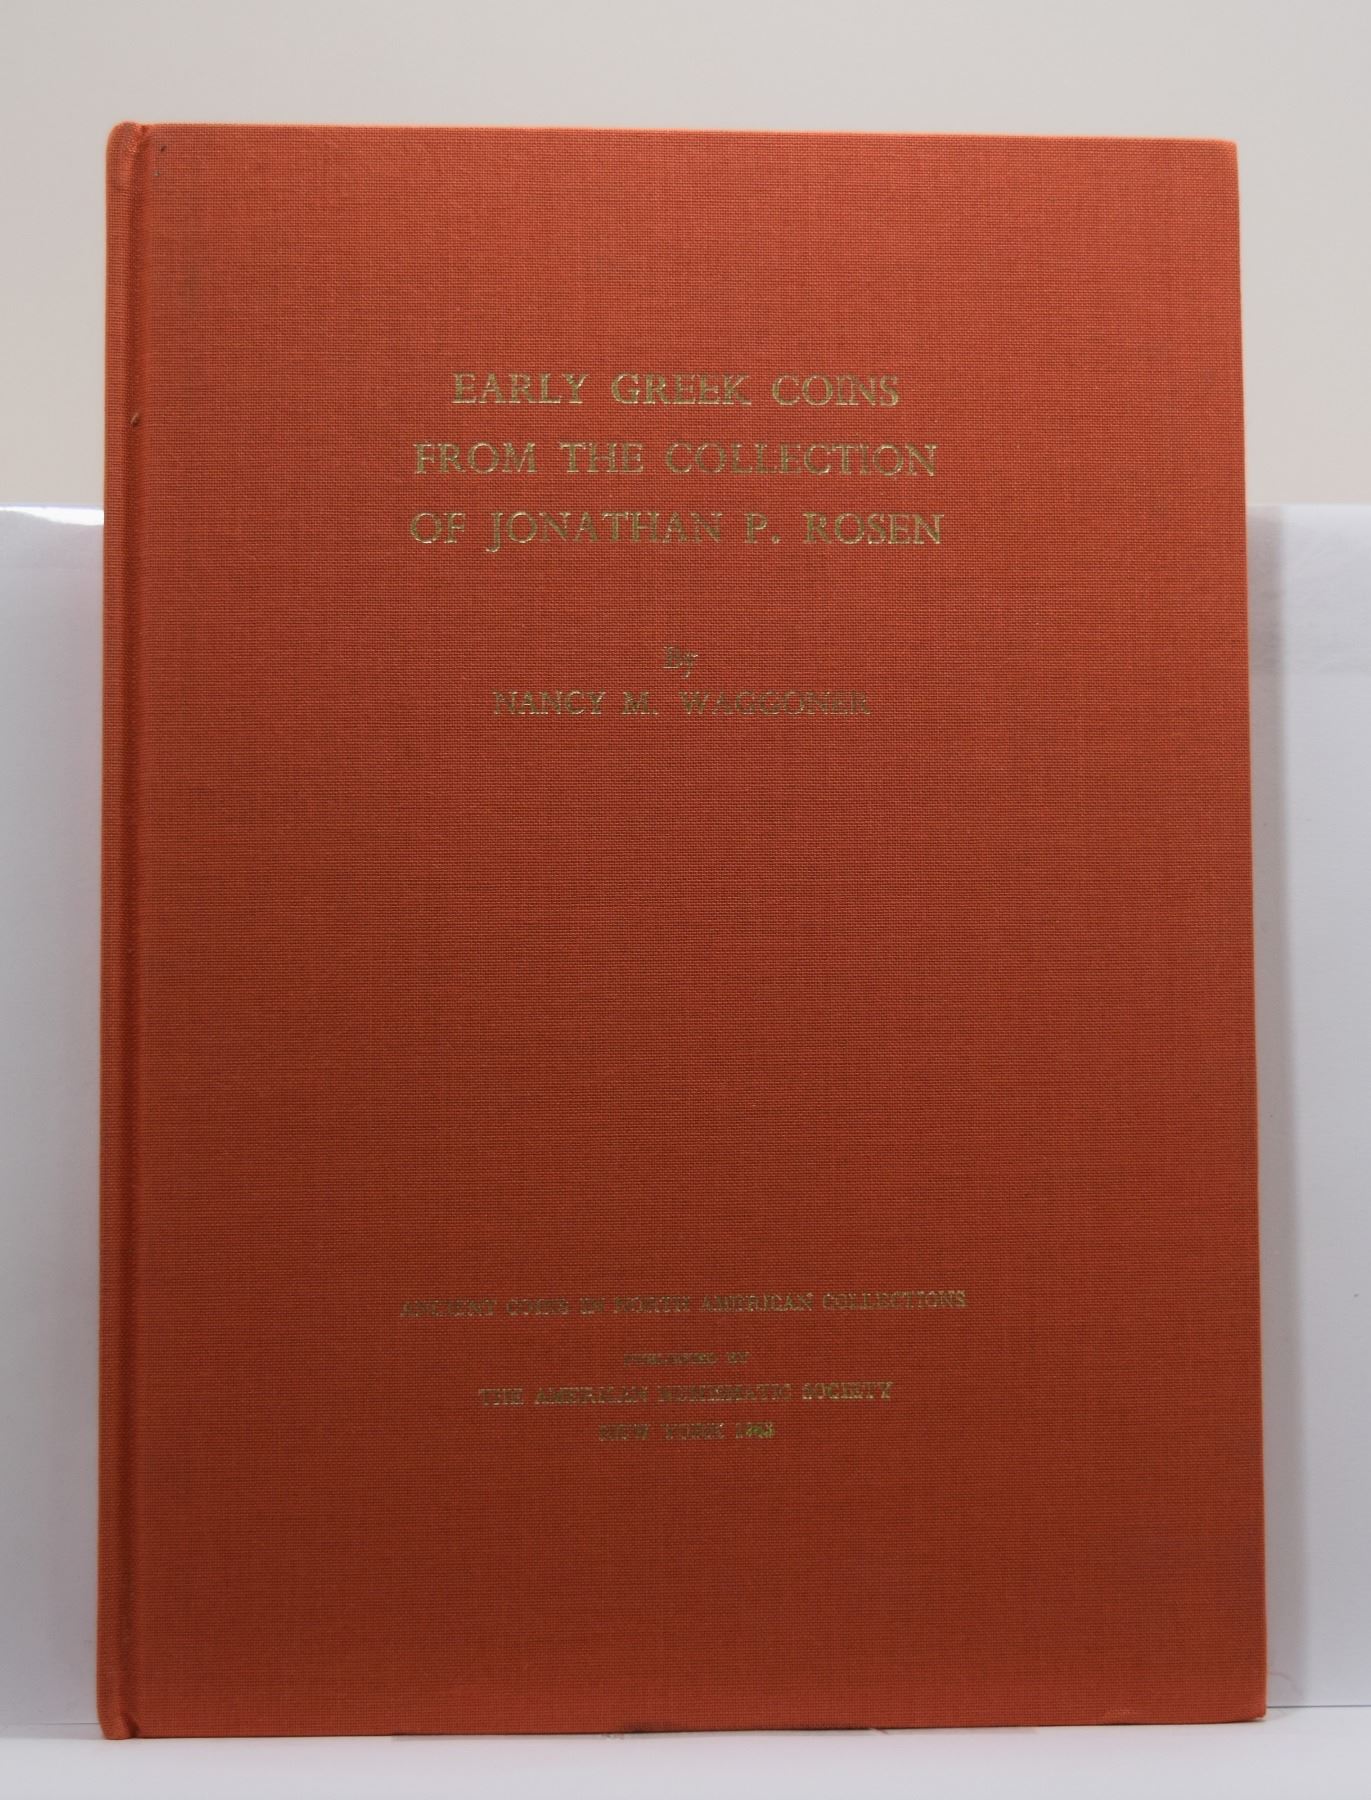 EARLY GREEK COINS
FROM THE COLLECTION
OF JONATHAN P. ROSEN
By
NANCY M. WAGGONER
ANCIENT COINS IN NORTH AMERICAN COLLECTIONS
PUBLISHED BY
THE AMERICAN NUMISMATIC SOCIETY
NEW YORK 1983